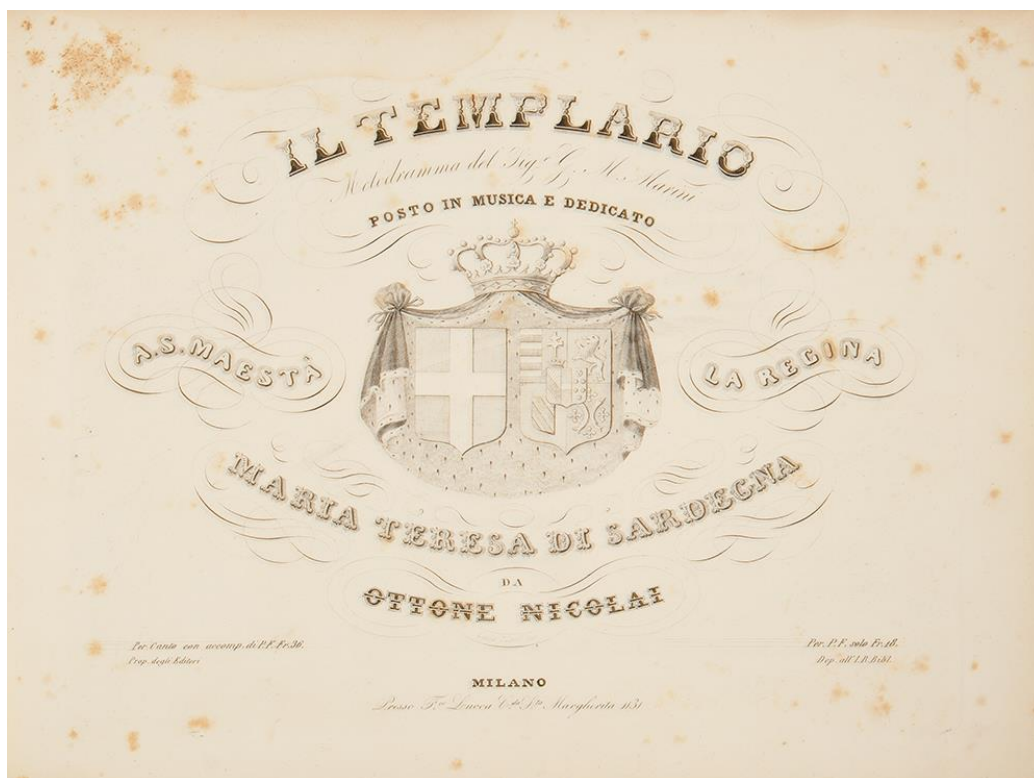 IL TEMPLARIO
Melodramma del Sig.r G. M. Marini
POSTO IN MUSICA E DEDICATO
A. S. MAESTÀ
LA REGINA
MARIA TERESA DI SARDEGNA
DA
OTTONE NICOLAI
Per Canto con accomp. di P.F. Fr. 36.
Prop. degli Editori
Per P.F. solo Fr. 18.
Dep. all' I. R. Bibl.
MILANO
Presso F.co Lucca C.da S.ta Margherita 1131